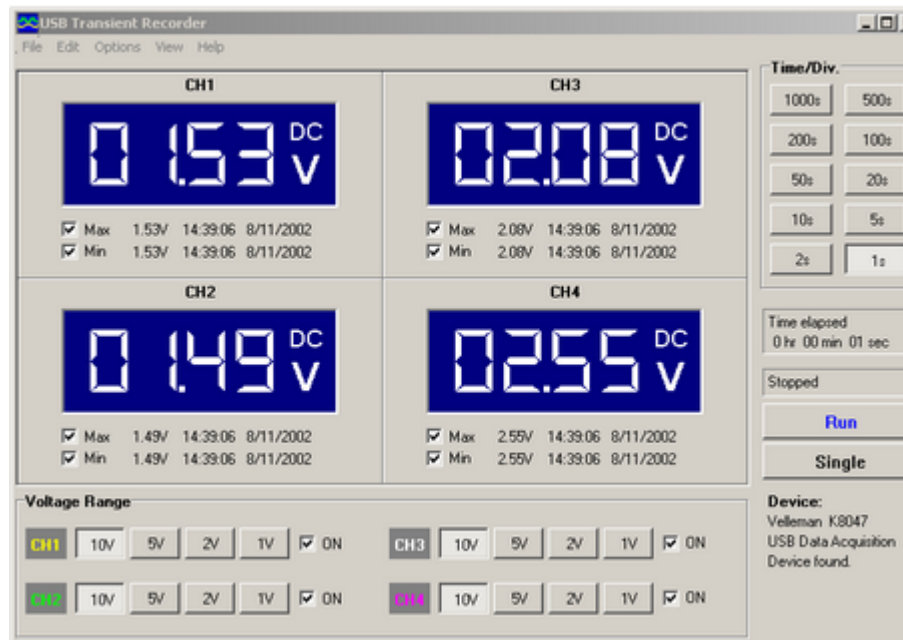 USB Transient Recorder
File Edit Options View Help
CH1
01.53 DC V
Max 1.53V 14:39:06 8/11/2002
Min 1.53V 14:39:06 8/11/2002
CH3
02.08 DC V
Max 2.08V 14:39:06 8/11/2002
Min 2.08V 14:39:06 8/11/2002
CH2
01.49 DC V
Max 1.49V 14:39:06 8/11/2002
Min 1.49V 14:39:06 8/11/2002
CH4
02.55 DC V
Max 2.55V 14:39:06 8/11/2002
Min 2.55V 14:39:06 8/11/2002
Time/Div.
1000s 500s
200s 100s
50s 20s
10s 5s
2s 1s
Time elapsed
0 hr 00 min 01 sec
Stopped
Run
Single
Device:
Velleman K8047
USB Data Acquisition
Device found.
Voltage Range
CH1 10V 5V 2V 1V ON
CH3 10V 5V 2V 1V ON
CH2 10V 5V 2V 1V ON
CH4 10V 5V 2V 1V ON